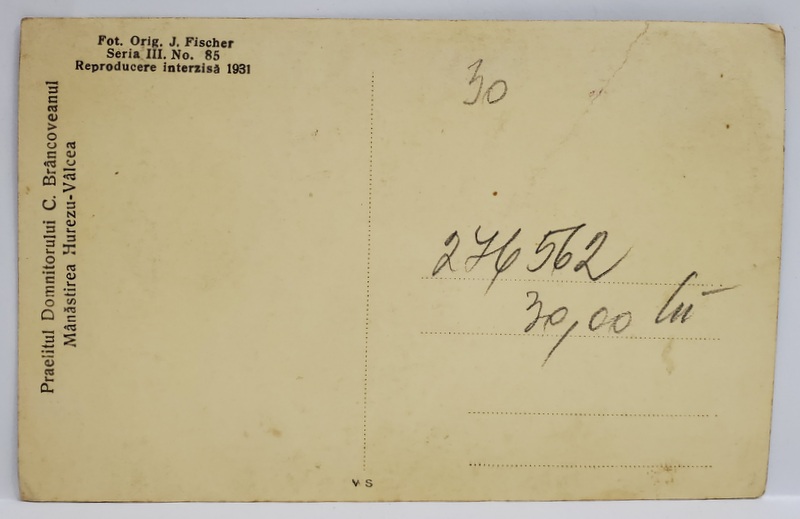 Fot. Orig. J. Fischer
Seria III. No. 85
Reproducere interzisă 1931
Praelitul Domnitorului C. Brâncoveanul
Mânăstirea Hurezu-Vâlcea
30
276562
30,00 lei
V S